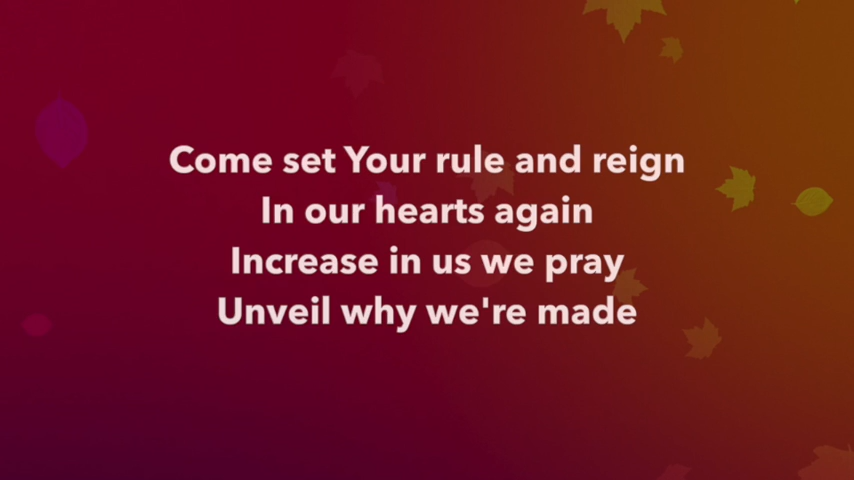 Come set Your rule and reign
In our hearts again
Increase in us we pray
Unveil why we're made